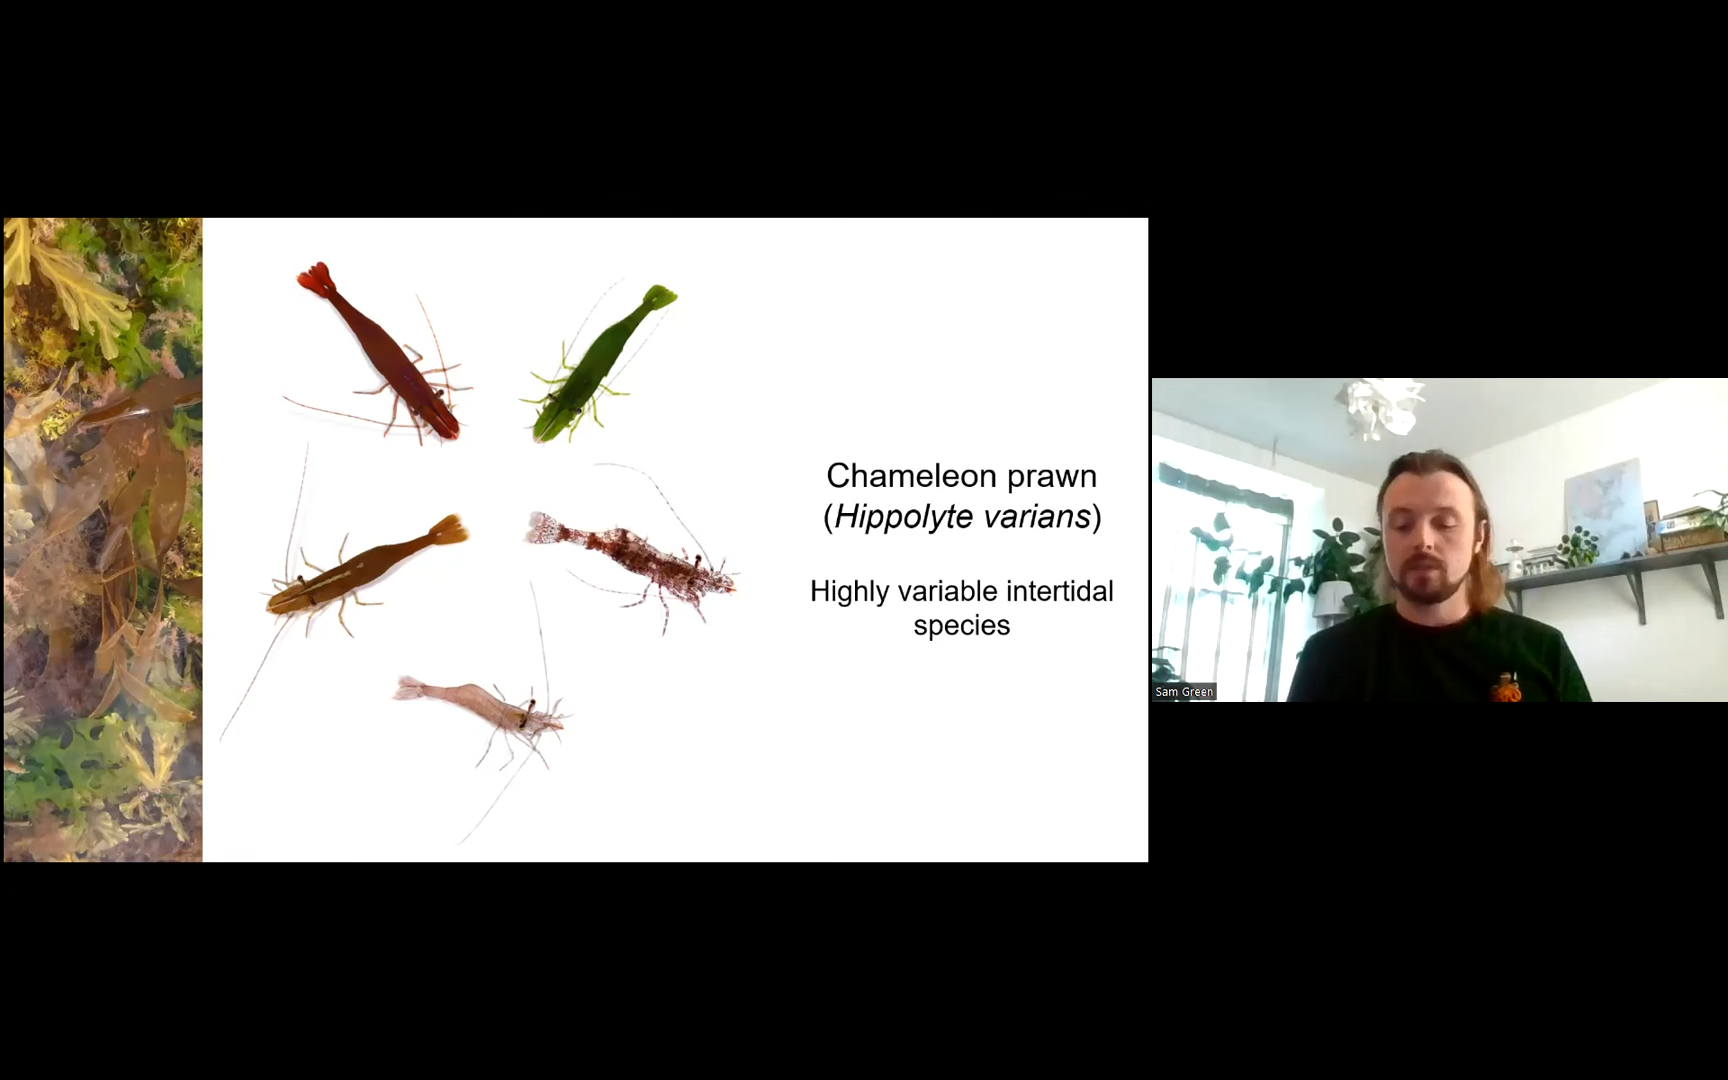 Chameleon prawn
(Hippolyte varians)
Highly variable intertidal
species
Sam Green